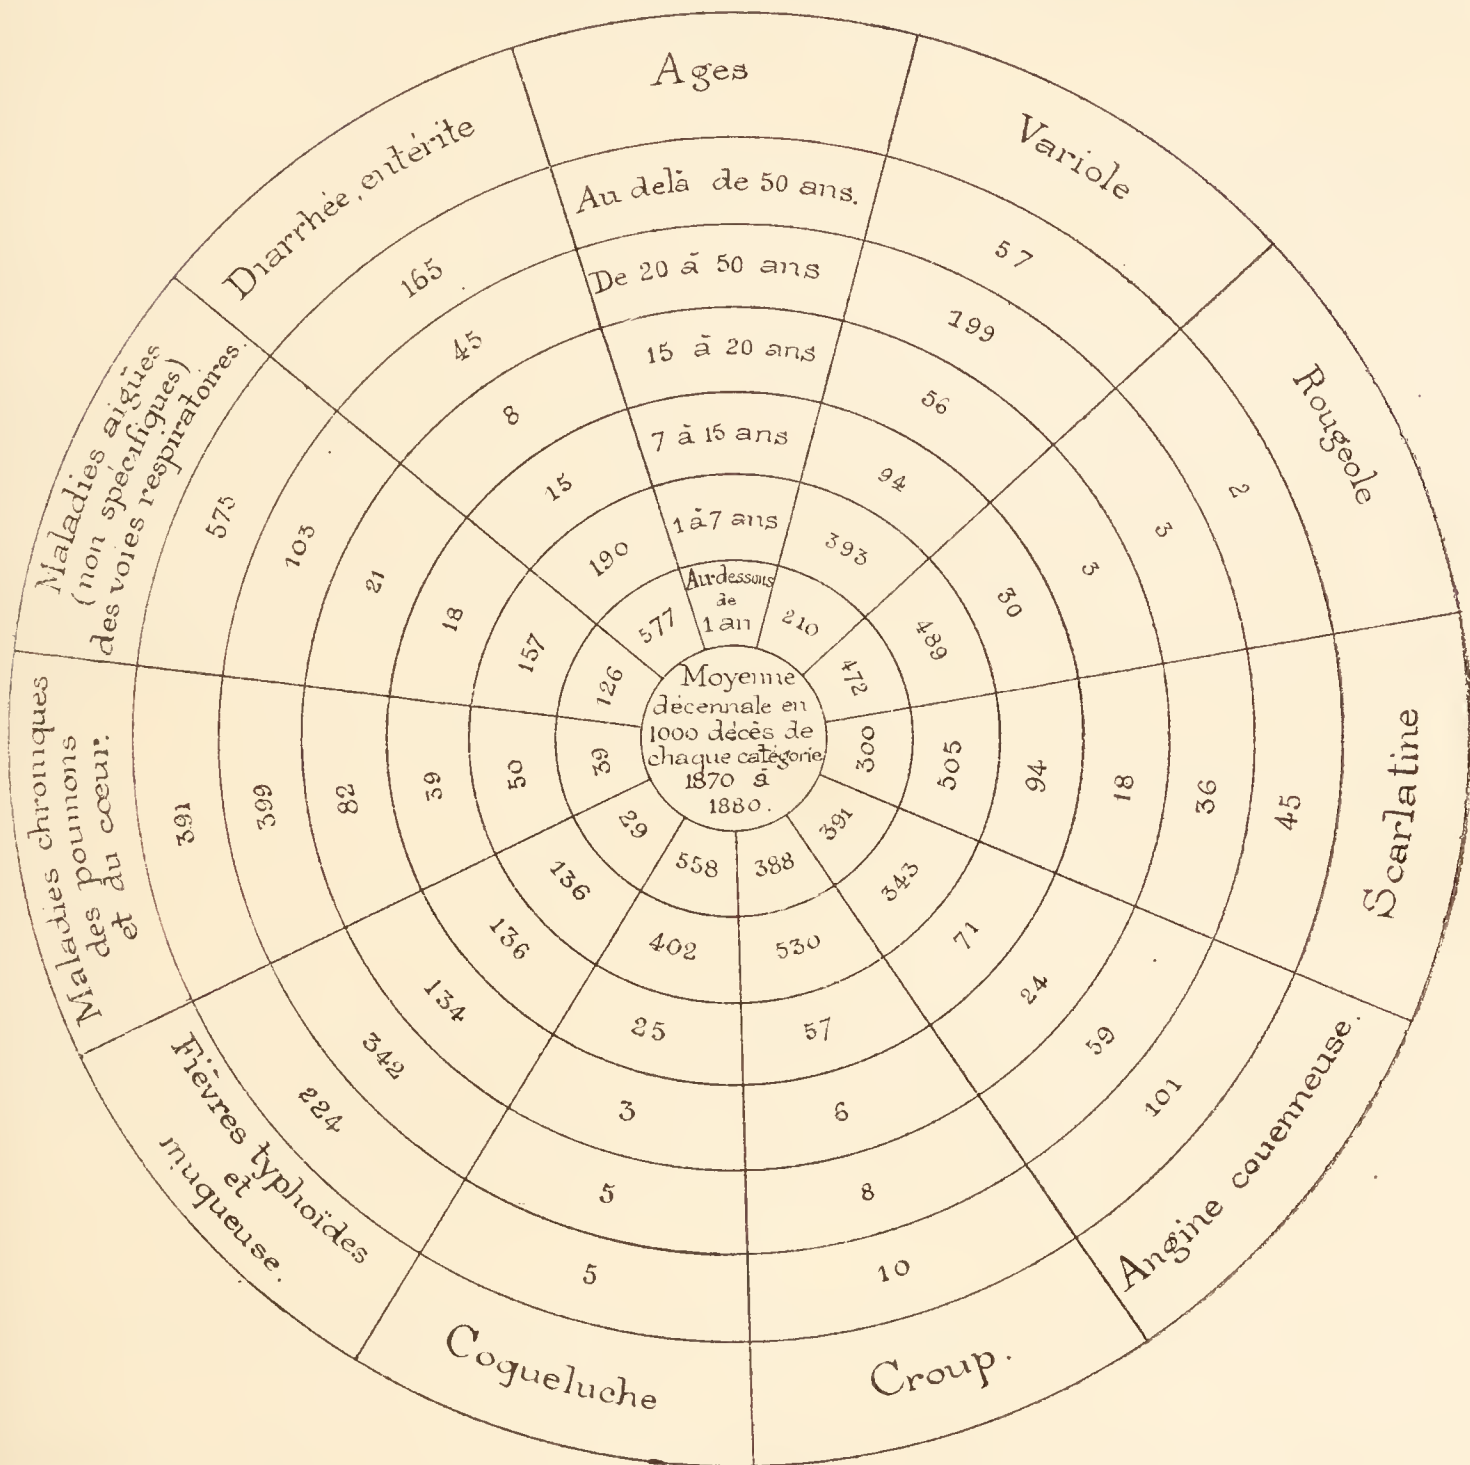 Ages
Au delà de 50 ans.
De 20 à 50 ans
15 à 20 ans
7 à 15 ans
1 à 7 ans
Au-dessous
de
1 an
Variole
57
199
56
94
393
210
Rougeole
2
3
3
30
489
472
Scarlatine
45
36
18
94
505
300
Angine couenneuse.
101
59
24
71
343
391
Croup.
10
8
6
57
530
388
Coqueluche
5
5
3
25
402
558
Fièvres typhoïdes
et
muqueuse.
224
342
134
136
136
29
Maladies chroniques
des poumons
et du cœur.
391
399
82
39
50
39
Maladies aigües
(non spécifiques)
des voies respiratoires.
575
103
21
18
157
126
Diarrhée, entérite
165
45
8
15
190
577
Moyenne
décennale en
1000 décès de
chaque catégorie
1870 à
1880.